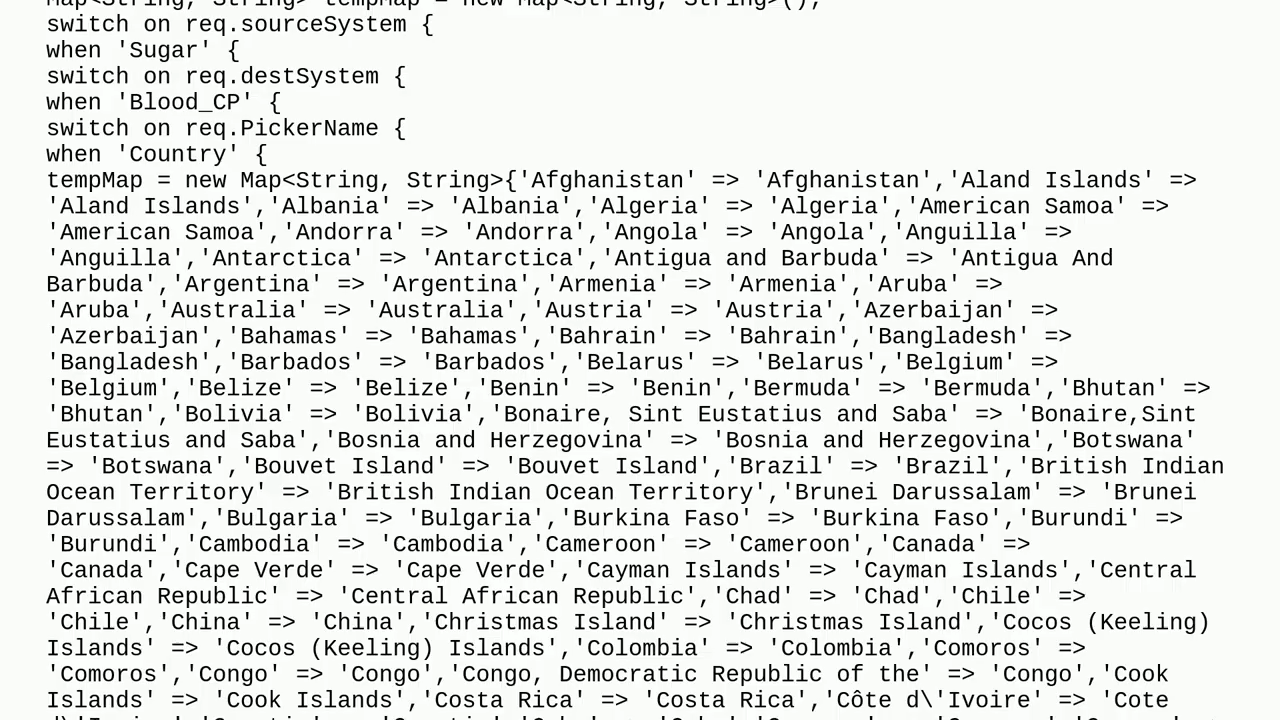 Map<String, String> tempMap = new Map<String, String>();
switch on req.sourceSystem {
when 'Sugar' {
switch on req.destSystem {
when 'Blood_CP' {
switch on req.PickerName {
when 'Country' {
tempMap = new Map<String, String>{'Afghanistan' => 'Afghanistan','Aland Islands' =>
'Aland Islands','Albania' => 'Albania','Algeria' => 'Algeria','American Samoa' =>
'American Samoa','Andorra' => 'Andorra','Angola' => 'Angola','Anguilla' =>
'Anguilla','Antarctica' => 'Antarctica','Antigua and Barbuda' => 'Antigua And
Barbuda','Argentina' => 'Argentina','Armenia' => 'Armenia','Aruba' =>
'Aruba','Australia' => 'Australia','Austria' => 'Austria','Azerbaijan' =>
'Azerbaijan','Bahamas' => 'Bahamas','Bahrain' => 'Bahrain','Bangladesh' =>
'Bangladesh','Barbados' => 'Barbados','Belarus' => 'Belarus','Belgium' =>
'Belgium','Belize' => 'Belize','Benin' => 'Benin','Bermuda' => 'Bermuda','Bhutan' =>
'Bhutan','Bolivia' => 'Bolivia','Bonaire, Sint Eustatius and Saba' => 'Bonaire,Sint
Eustatius and Saba','Bosnia and Herzegovina' => 'Bosnia and Herzegovina','Botswana'
=> 'Botswana','Bouvet Island' => 'Bouvet Island','Brazil' => 'Brazil','British Indian
Ocean Territory' => 'British Indian Ocean Territory','Brunei Darussalam' => 'Brunei
Darussalam','Bulgaria' => 'Bulgaria','Burkina Faso' => 'Burkina Faso','Burundi' =>
'Burundi','Cambodia' => 'Cambodia','Cameroon' => 'Cameroon','Canada' =>
'Canada','Cape Verde' => 'Cape Verde','Cayman Islands' => 'Cayman Islands','Central
African Republic' => 'Central African Republic','Chad' => 'Chad','Chile' =>
'Chile','China' => 'China','Christmas Island' => 'Christmas Island','Cocos (Keeling)
Islands' => 'Cocos (Keeling) Islands','Colombia' => 'Colombia','Comoros' =>
'Comoros','Congo' => 'Congo','Congo, Democratic Republic of the' => 'Congo','Cook
Islands' => 'Cook Islands','Costa Rica' => 'Costa Rica','Côte d\'Ivoire' => 'Cote